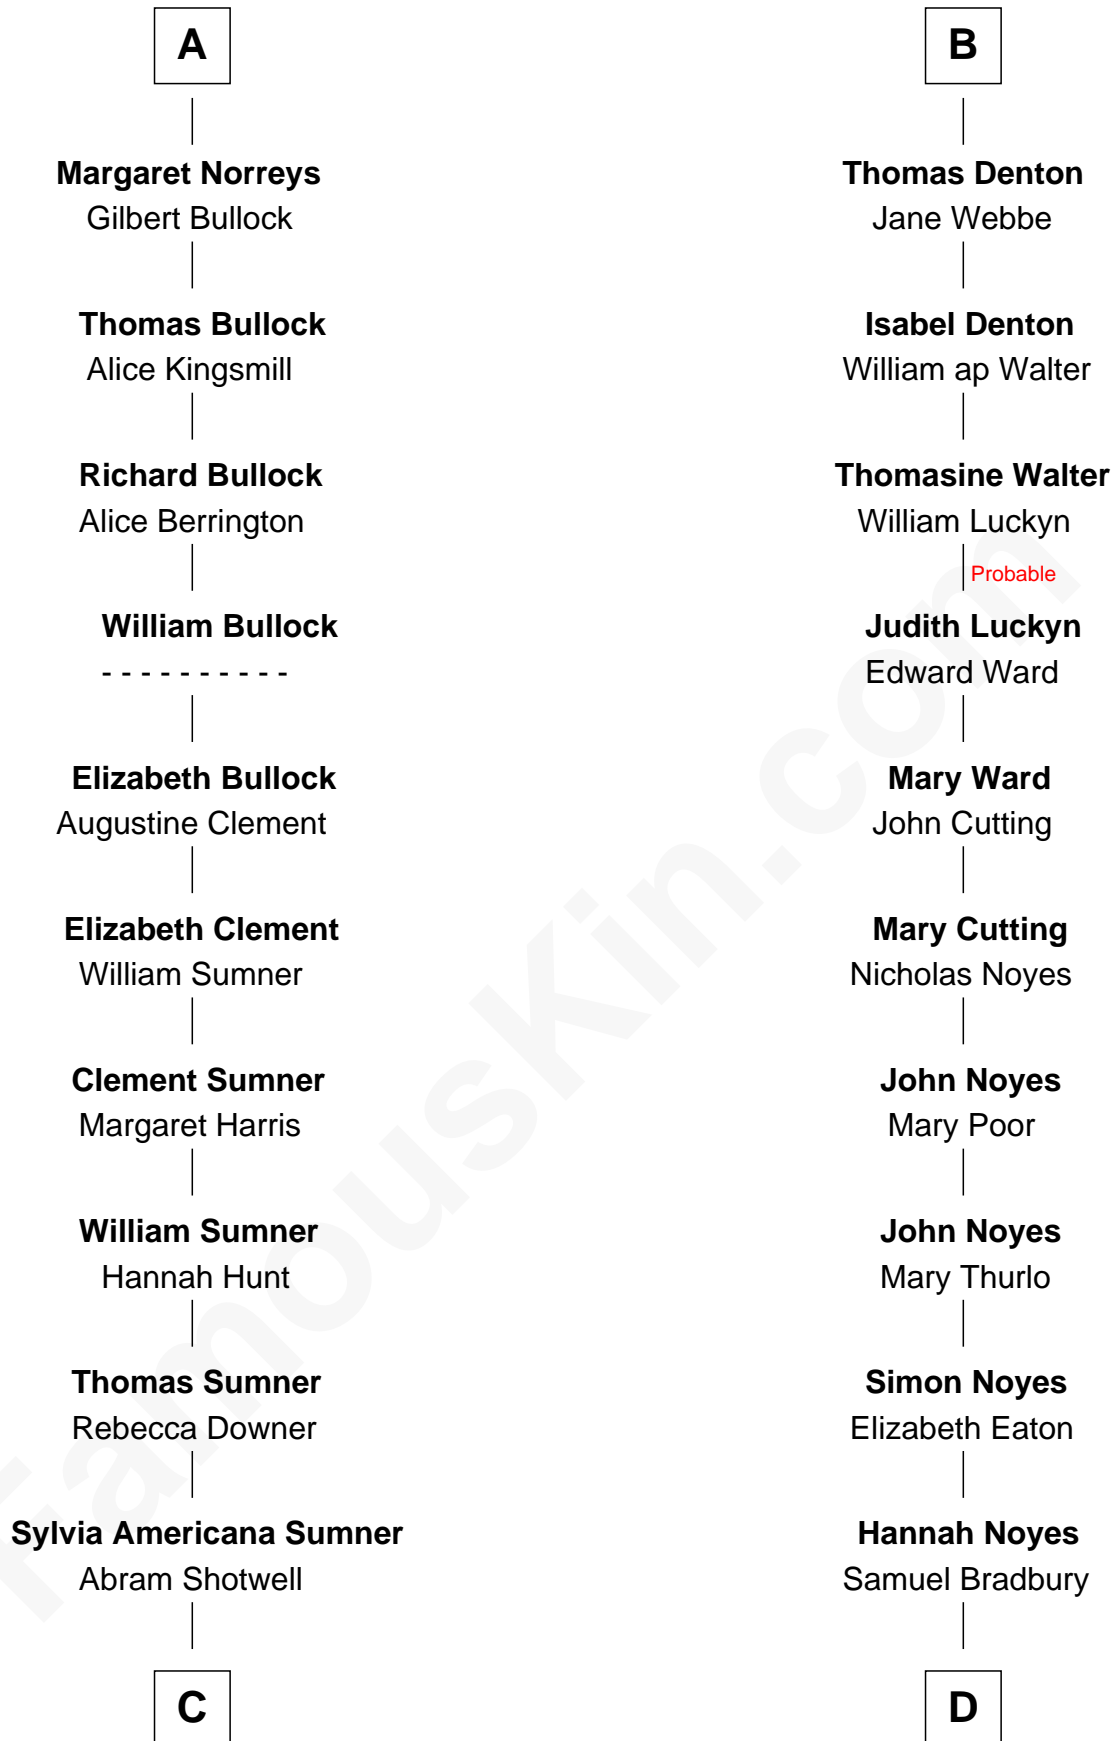 A
Margaret Norreys
Gilbert Bullock
Thomas Bullock
Alice Kingsmill
Richard Bullock
Alice Berrington
William Bullock
- - - - - - - - - -
Elizabeth Bullock
Augustine Clement
Elizabeth Clement
William Sumner
Clement Sumner
Margaret Harris
William Sumner
Hannah Hunt
Thomas Sumner
Rebecca Downer
Sylvia Americana Sumner
Abram Shotwell
C
B
Thomas Denton
Jane Webbe
Isabel Denton
William ap Walter
Thomasine Walter
William Luckyn
Probable
Judith Luckyn
Edward Ward
Mary Ward
John Cutting
Mary Cutting
Nicholas Noyes
John Noyes
Mary Poor
John Noyes
Mary Thurlo
Simon Noyes
Elizabeth Eaton
Hannah Noyes
Samuel Bradbury
D
FamousKin.com